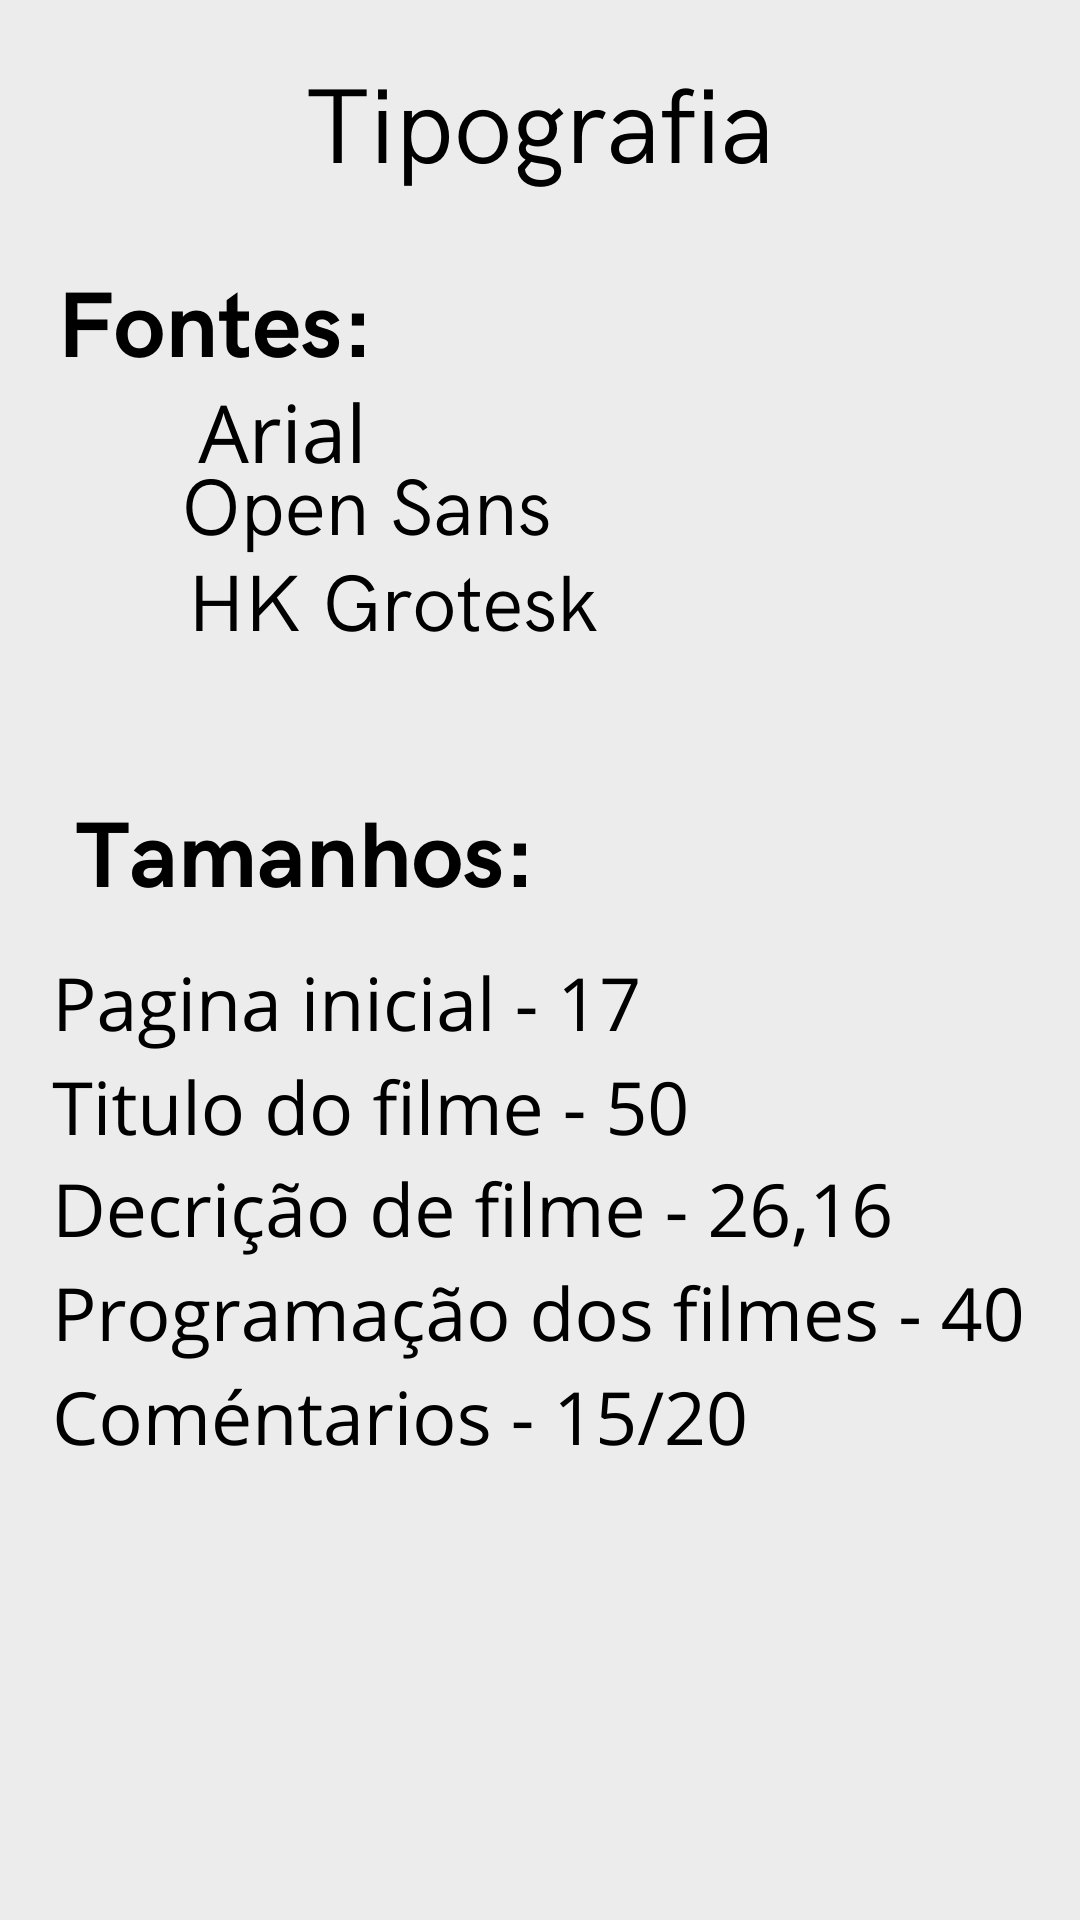 Tipografia
Fontes:
Arial
Open Sans
HK Grotesk
Tamanhos:
Pagina inicial - 17
Titulo do filme - 50
Decrição de filme - 26,16
Programação dos filmes - 40
Coméntarios - 15/20